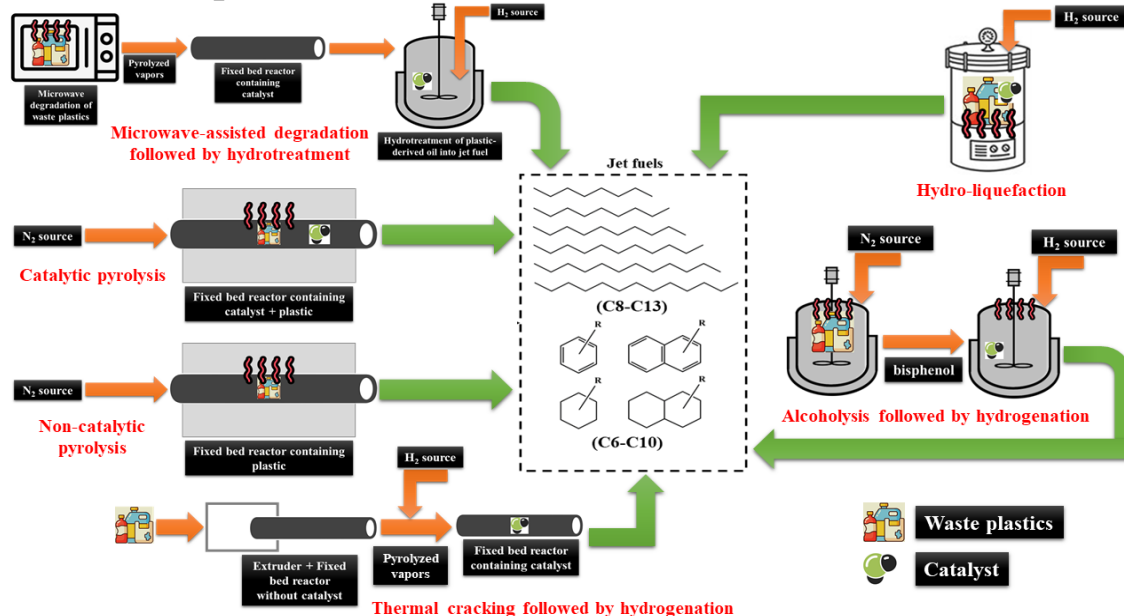 H₂ source
Pyrolyzed
vapors
Fixed bed reactor
containing
catalyst
Microwave
degradation of
waste plastics
Hydrotreatment of plastic-
derived oil into jet fuel
Microwave-assisted degradation
followed by hydrotreatment
H₂ source
Hydro-liquefaction
Jet fuels
(C8-C13)
R
R
R
R
(C6-C10)
N₂ source
Catalytic pyrolysis
Fixed bed reactor containing
catalyst + plastic
N₂ source
Non-catalytic
pyrolysis
Fixed bed reactor containing
plastic
N₂ source
H₂ source
bisphenol
Alcoholysis followed by hydrogenation
H₂ source
Extruder + Fixed
bed reactor
without catalyst
Pyrolyzed
vapors
Fixed bed reactor
containing catalyst
Thermal cracking followed by hydrogenation
Waste plastics
Catalyst